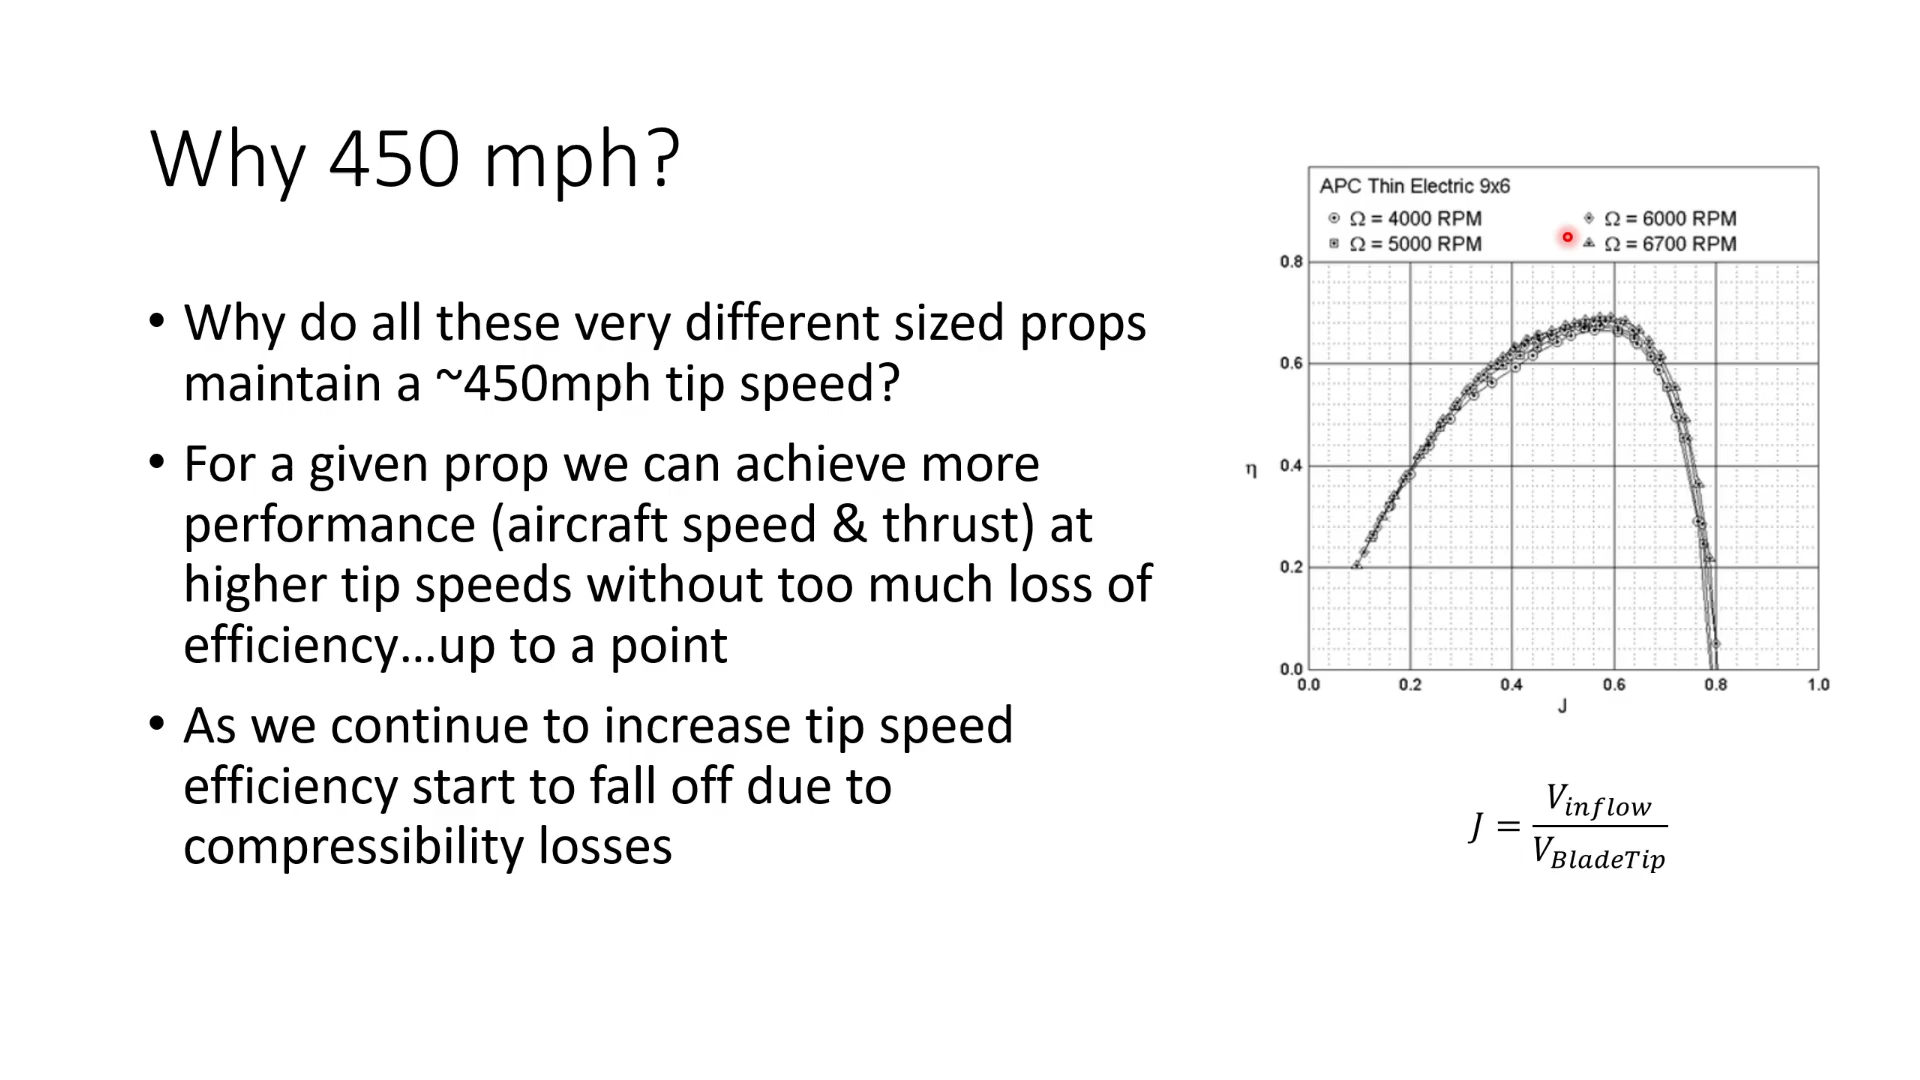 Why 450 mph?
• Why do all these very different sized props
maintain a ~450mph tip speed?
• For a given prop we can achieve more
performance (aircraft speed & thrust) at
higher tip speeds without too much loss of
efficiency…up to a point
• As we continue to increase tip speed
efficiency start to fall off due to
compressibility losses
APC Thin Electric 9x6
Ω = 4000 RPM
Ω = 6000 RPM
Ω = 5000 RPM
Ω = 6700 RPM
0.8
0.6
η
0.4
0.2
0.0
0.0 0.2 0.4 0.6 0.8 1.0
J
J = V_inflow / V_BladeTip